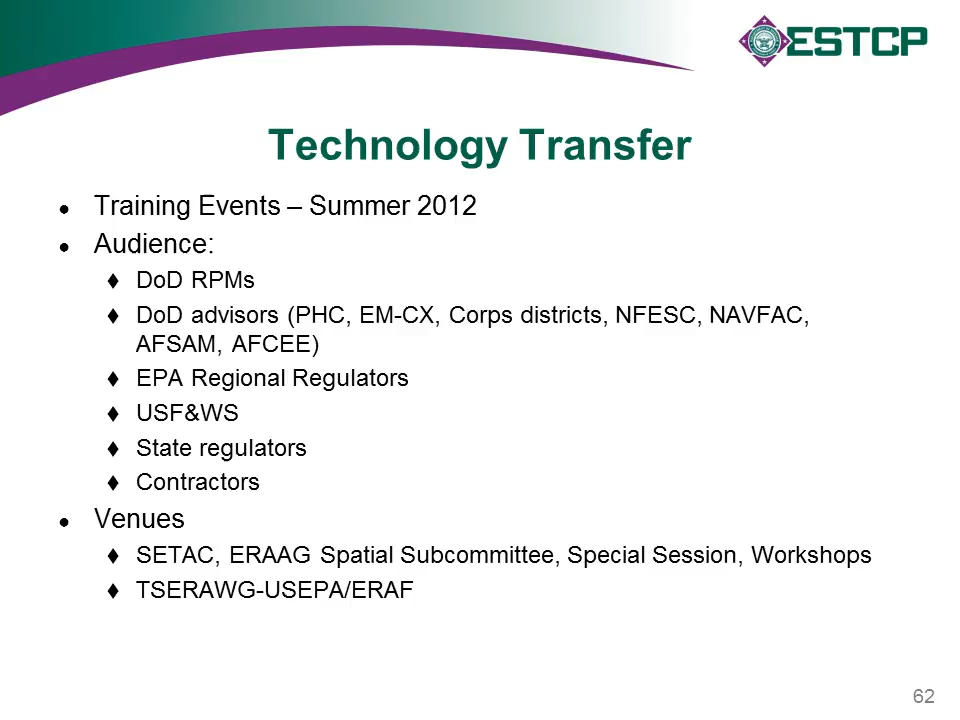 ESTCP
Technology Transfer
● Training Events – Summer 2012
● Audience:
♦ DoD RPMs
♦ DoD advisors (PHC, EM-CX, Corps districts, NFESC, NAVFAC,
AFSAM, AFCEE)
♦ EPA Regional Regulators
♦ USF&WS
♦ State regulators
♦ Contractors
● Venues
♦ SETAC, ERAAG Spatial Subcommittee, Special Session, Workshops
♦ TSERAWG-USEPA/ERAF
62